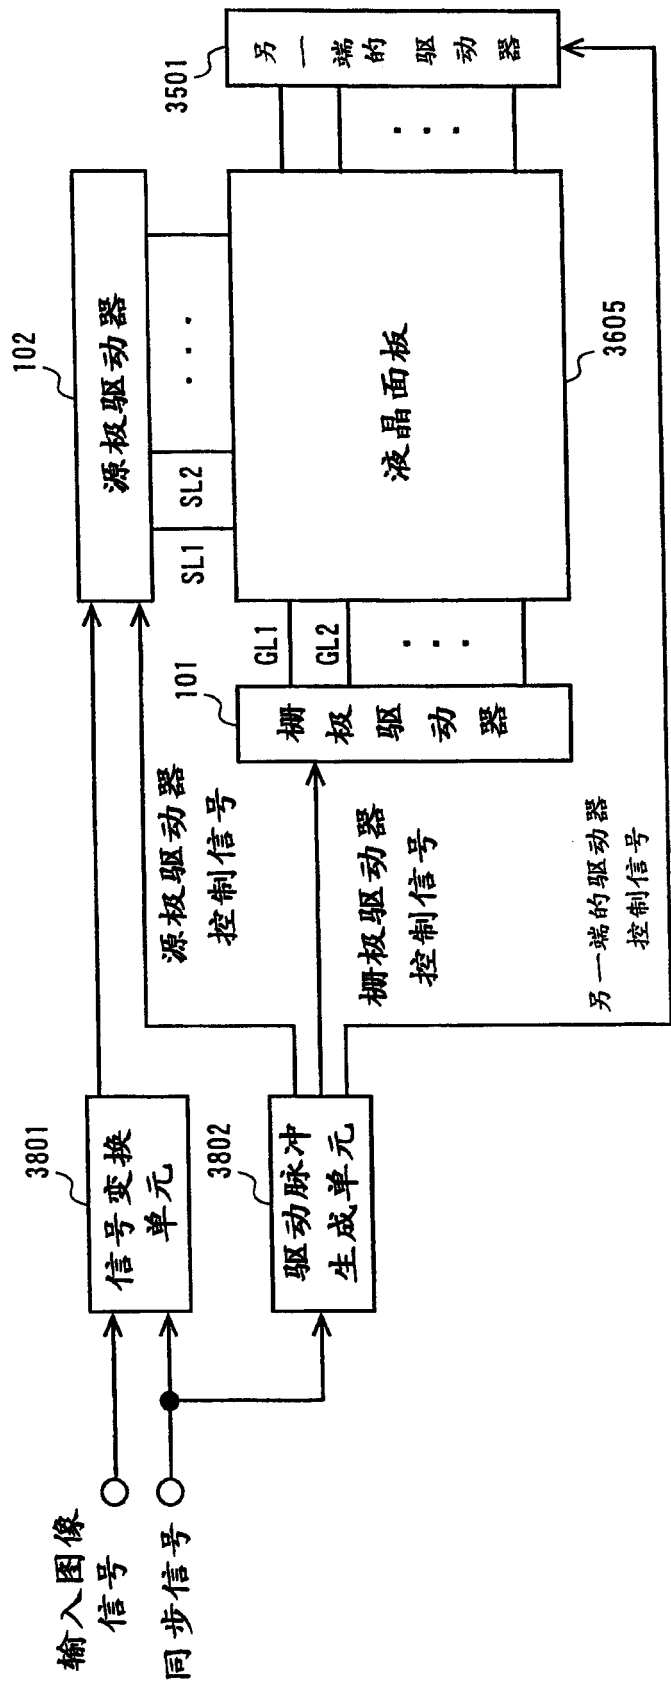 输入图像
信号
同步信号
3801
信号变换
单元
3802
驱动脉冲
生成单元
源极驱动器
控制信号
栅极驱动器
控制信号
另一端的驱动器
控制信号
102
源极驱动器
SL1
SL2
101
栅极驱动器
GL1
GL2
液晶面板
3605
3501
另一端的驱动器